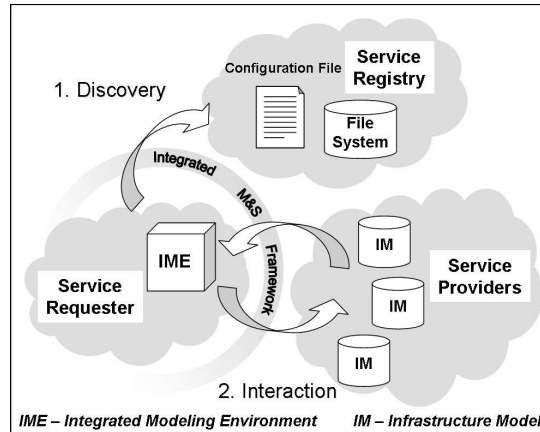 Configuration File
Service
Registry
1. Discovery
File
System
Integrated
M&S
Framework
IME
IM
IM
IM
Service
Requester
Service
Providers
2. Interaction
IME – Integrated Modeling Environment
IM – Infrastructure Model